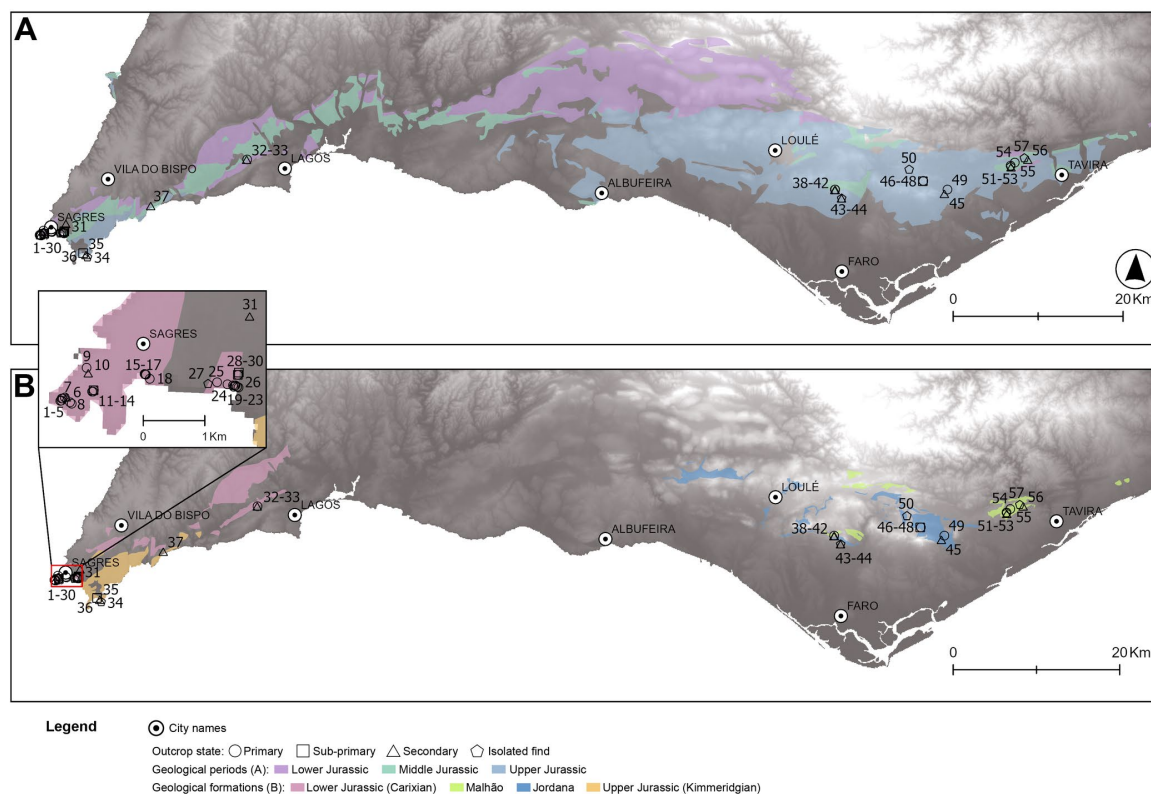 A
VILA DO BISPO
32-33
LAGOS
37
SAGRES
31
1-30
35
36
34
ALBUFEIRA
LOULÉ
50
54
57
56
38-42
46-48
49
51-53
55
TAVIRA
43-44
45
FARO
0
20 Km
31
SAGRES
9
10
15-17
28-30
7
6
18
27
25
26
1-5
8
11-14
24
19-23
0
1 Km
B
VILA DO BISPO
32-33
LAGOS
37
SAGRES
31
1-30
35
36
34
ALBUFEIRA
LOULÉ
50
54
57
56
38-42
46-48
49
51-53
55
TAVIRA
43-44
45
FARO
0
20 Km
Legend
City names
Outcrop state: Primary Sub-primary Secondary Isolated find
Geological periods (A): Lower Jurassic Middle Jurassic Upper Jurassic
Geological formations (B): Lower Jurassic (Carixian) Malhão Jordana Upper Jurassic (Kimmeridgian)